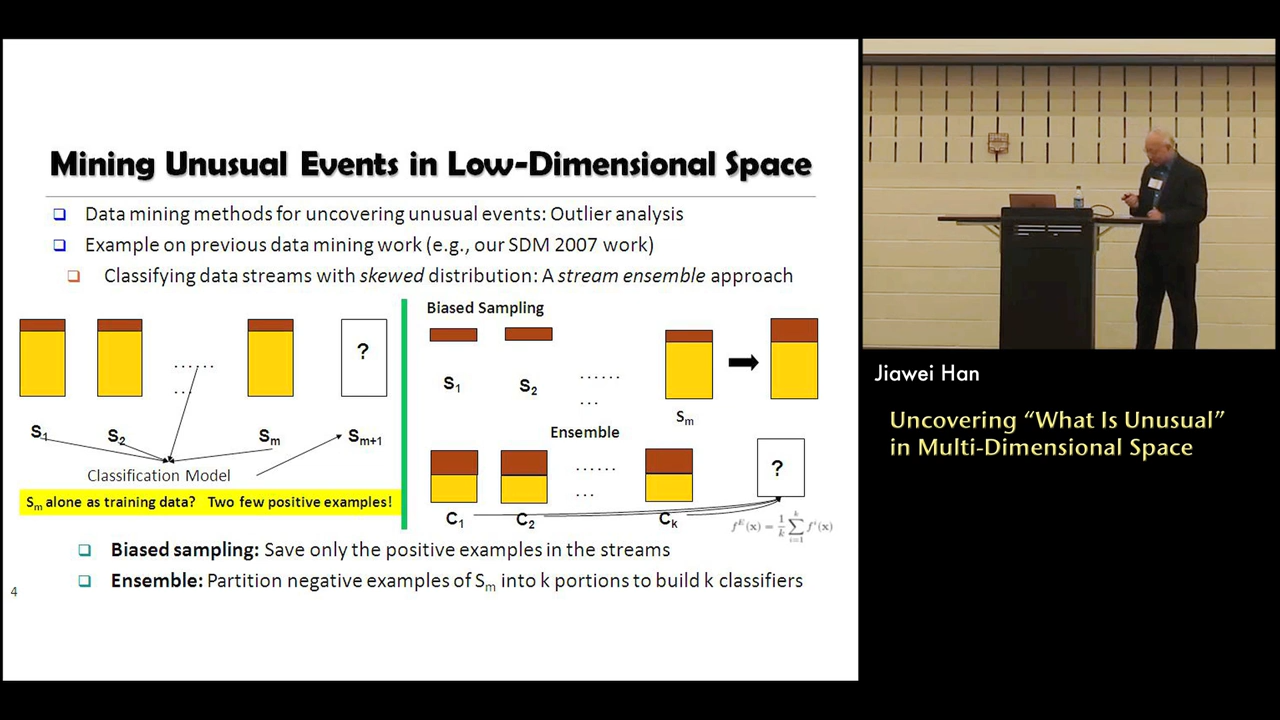 Mining Unusual Events in Low-Dimensional Space
Data mining methods for uncovering unusual events: Outlier analysis
Example on previous data mining work (e.g., our SDM 2007 work)
Classifying data streams with skewed distribution: A stream ensemble approach
?
......
...
S1
S2
Sm
Sm+1
Classification Model
Sm alone as training data? Two few positive examples!
Biased Sampling
S1
S2
......
...
Sm
Ensemble
......
...
?
C1
C2
Ck
f^E(x) = 1/k ∑_{i=1}^{k} f^i(x)
Biased sampling: Save only the positive examples in the streams
Ensemble: Partition negative examples of Sm into k portions to build k classifiers
4
Jiawei Han
Uncovering “What Is Unusual”
in Multi-Dimensional Space